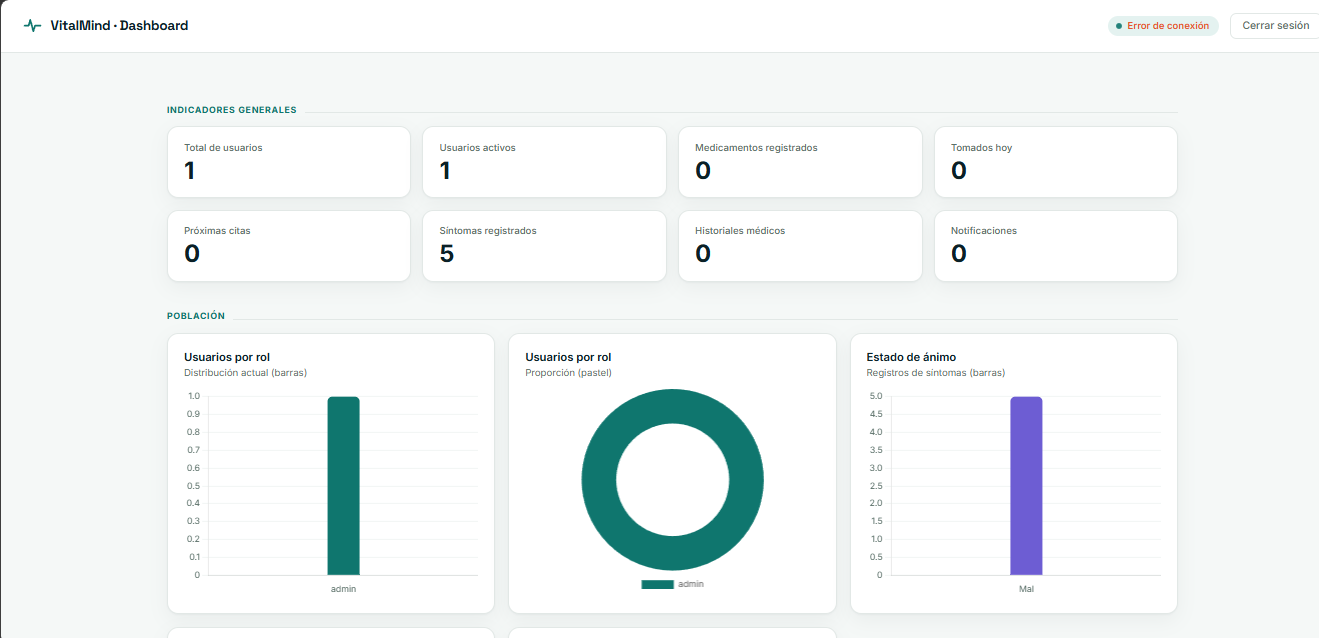 VitalMind · Dashboard
Error de conexión
Cerrar sesión
INDICADORES GENERALES
Total de usuarios
1
Usuarios activos
1
Medicamentos registrados
0
Tomados hoy
0
Próximas citas
0
Síntomas registrados
5
Historiales médicos
0
Notificaciones
0
POBLACIÓN
Usuarios por rol
Distribución actual (barras)
1.0
0.9
0.8
0.7
0.6
0.5
0.4
0.3
0.2
0.1
0
admin
Usuarios por rol
Proporción (pastel)
admin
Estado de ánimo
Registros de síntomas (barras)
5.0
4.5
4.0
3.5
3.0
2.5
2.0
1.5
1.0
0.5
0
Mal